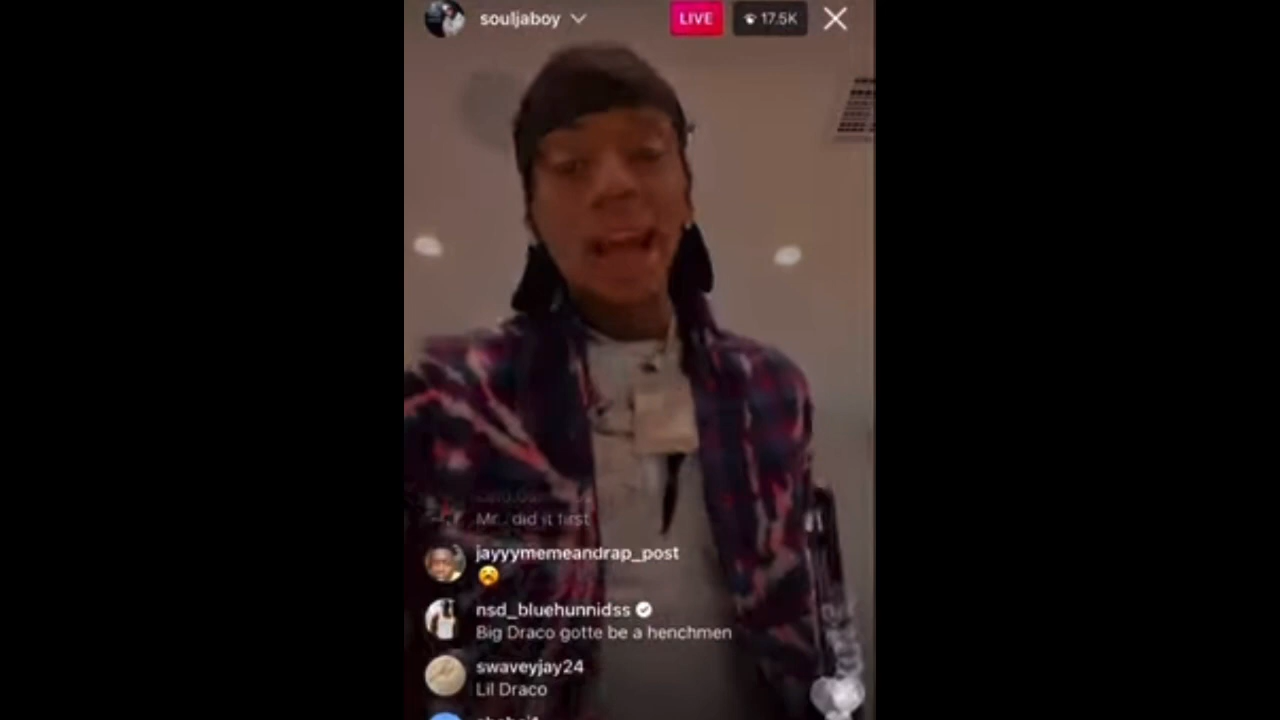 souljaboy
LIVE
17.5K
Mr. did it first
jayyymemeandrap_post
nsd_bluehunnidss
Big Draco gotte be a henchmen
swaveyjay24
Lil Draco